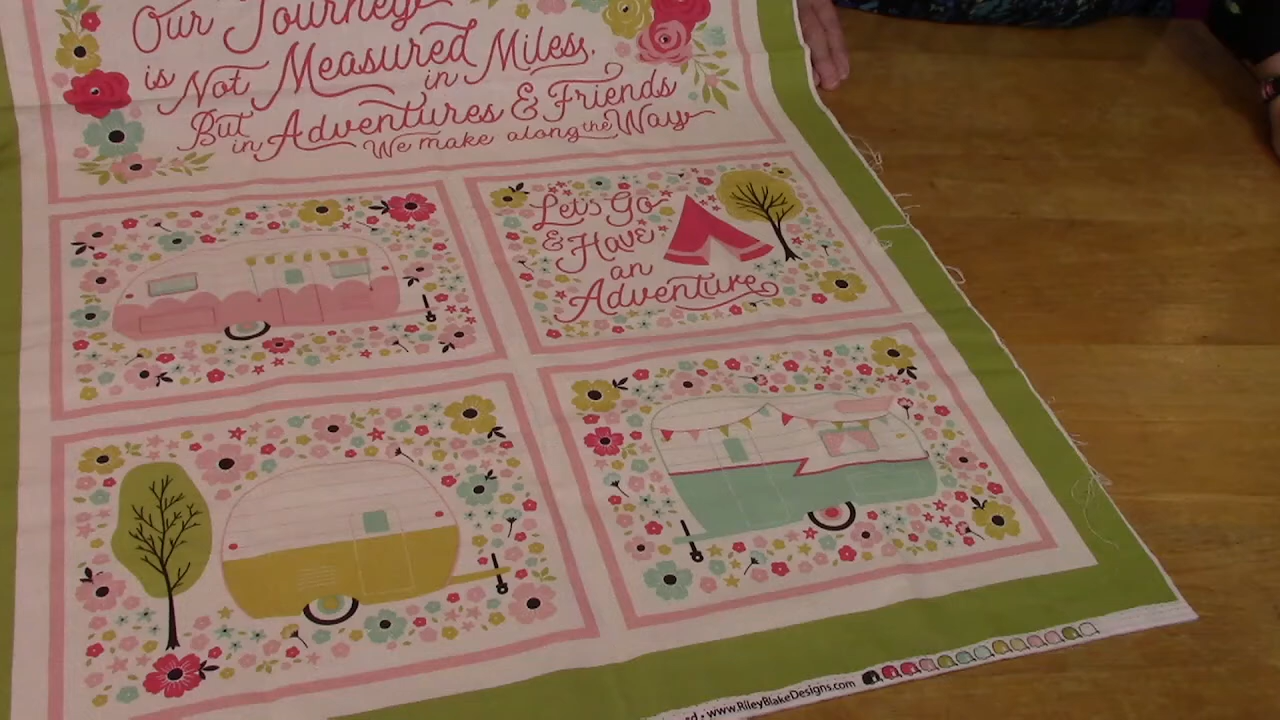 Our Journey
is Not Measured in Miles,
But in Adventures & Friends
We make along the Way
Let's Go
& Have
an
Adventure
www.RileyBlakeDesigns.com